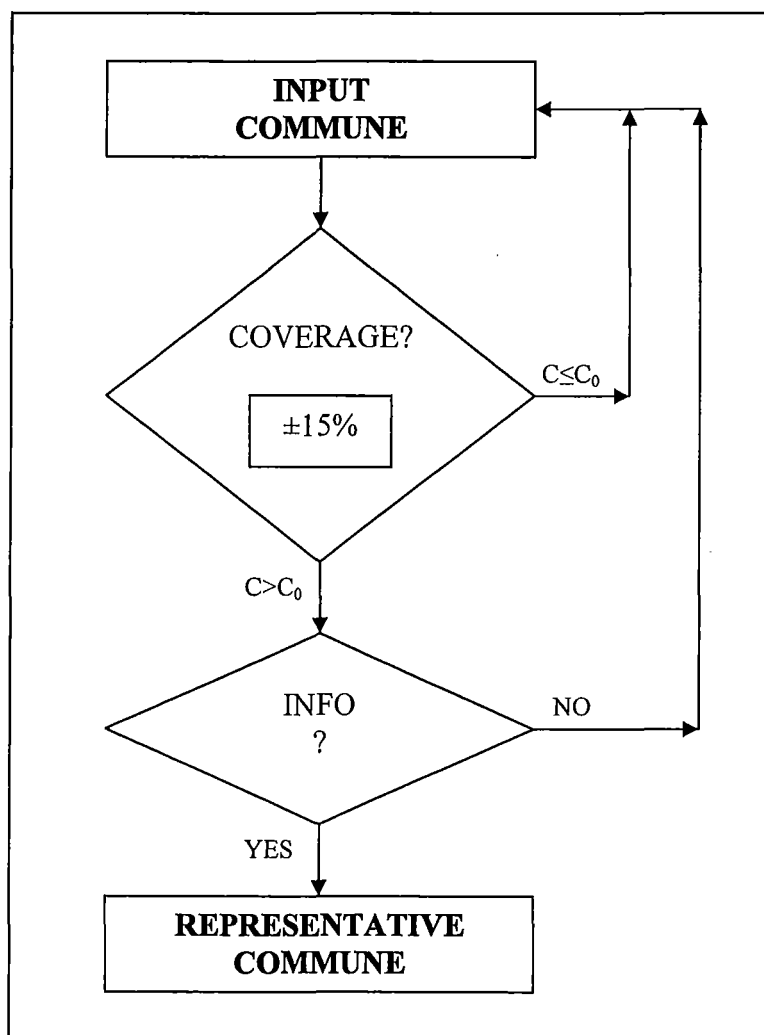 INPUT
COMMUNE
COVERAGE?
C≤C₀
±15%
C>C₀
INFO
?
NO
YES
REPRESENTATIVE
COMMUNE